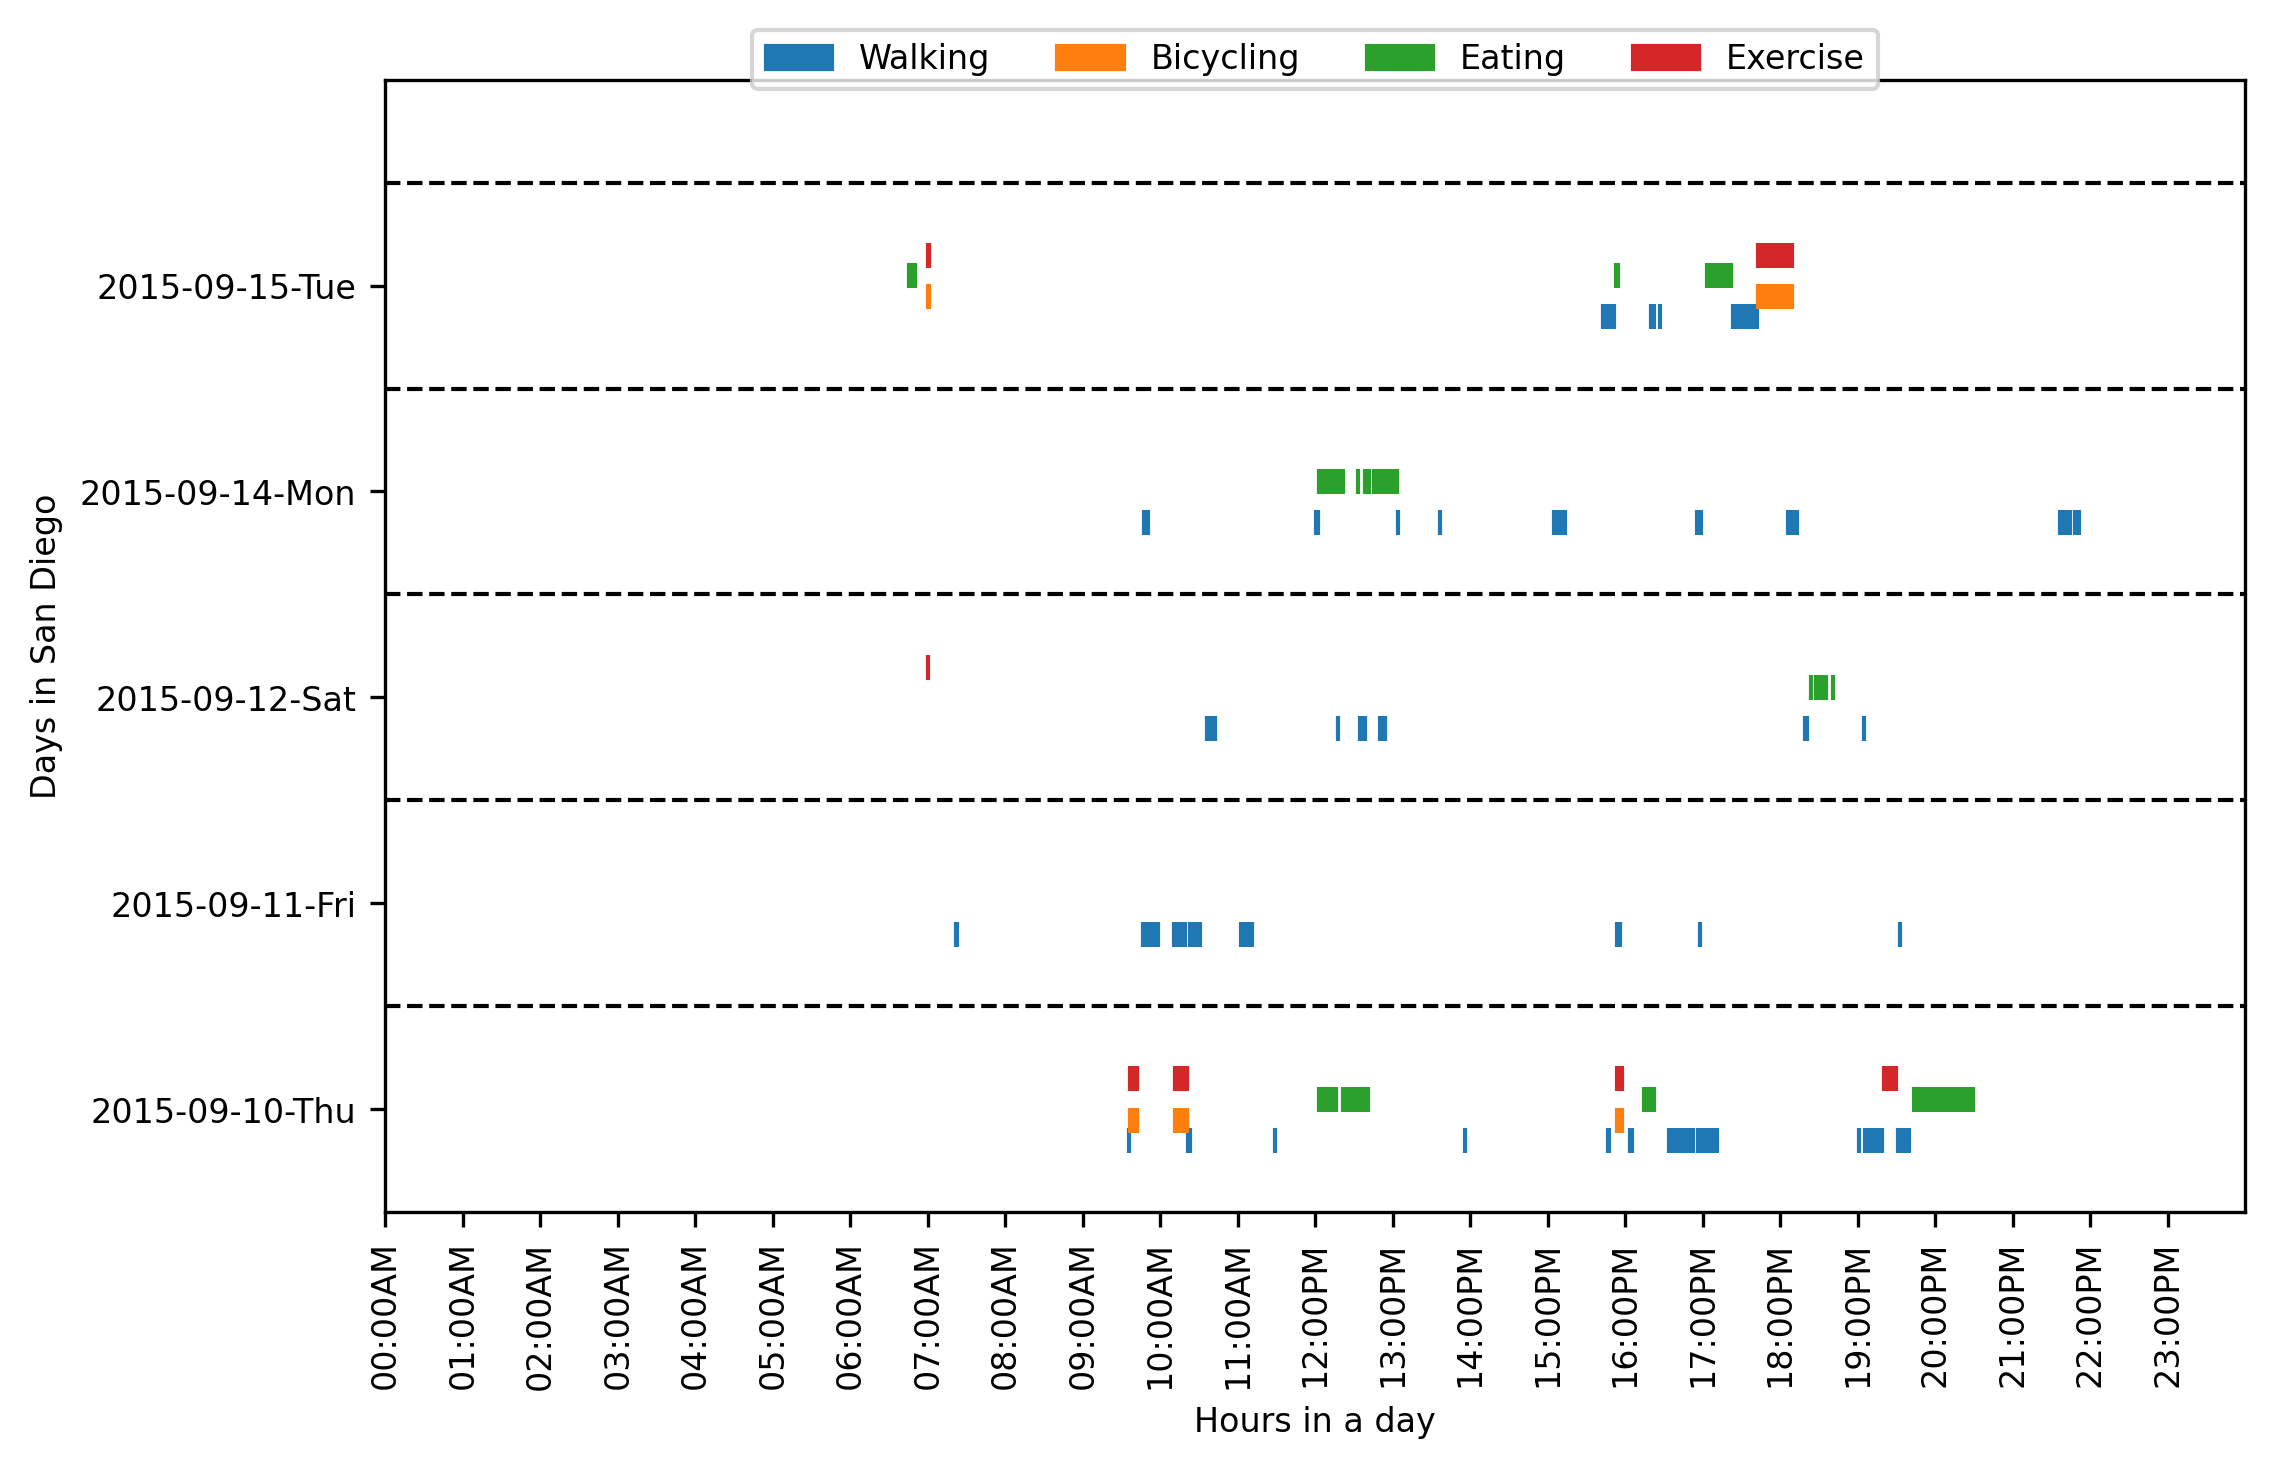 Walking Bicycling Eating Exercise
2015-09-15-Tue
2015-09-14-Mon
2015-09-12-Sat
2015-09-11-Fri
2015-09-10-Thu
Days in San Diego
00:00AM
01:00AM
02:00AM
03:00AM
04:00AM
05:00AM
06:00AM
07:00AM
08:00AM
09:00AM
10:00AM
11:00AM
12:00PM
13:00PM
14:00PM
15:00PM
16:00PM
17:00PM
18:00PM
19:00PM
20:00PM
21:00PM
22:00PM
23:00PM
Hours in a day